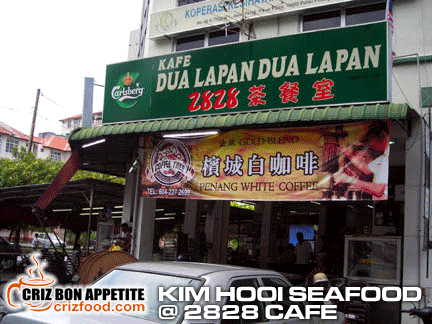 KOPERASI
KAFE
DUA LAPAN DUA LAPAN
Carlsberg
2828 茶餐室
GOLD BLEND
COFFEE TREE
檳城白咖啡
PENANG WHITE COFFEE
TEL: 604-227-2699
CRIZ BON APPETITE
crizfood.com
KIM HOOI SEAFOOD
@ 2828 CAFE